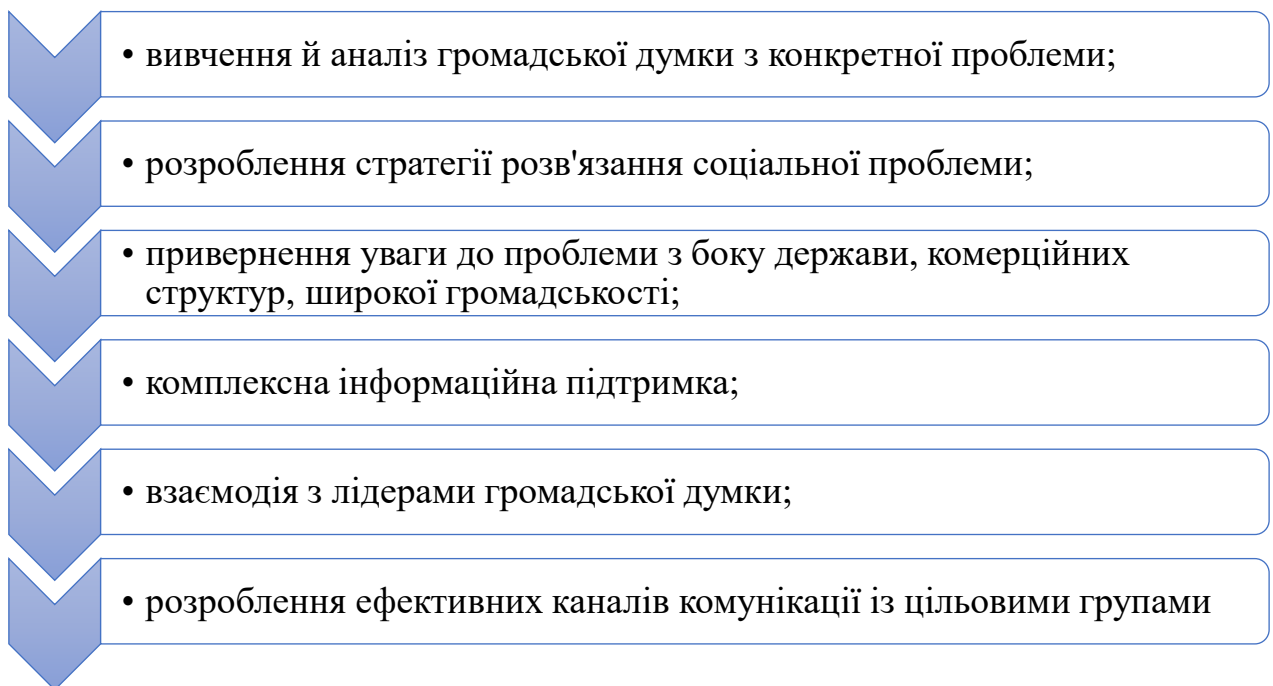 • вивчення й аналіз громадської думки з конкретної проблеми;
• розроблення стратегії розв'язання соціальної проблеми;
• привернення уваги до проблеми з боку держави, комерційних
структур, широкої громадськості;
• комплексна інформаційна підтримка;
• взаємодія з лідерами громадської думки;
• розроблення ефективних каналів комунікації із цільовими групами